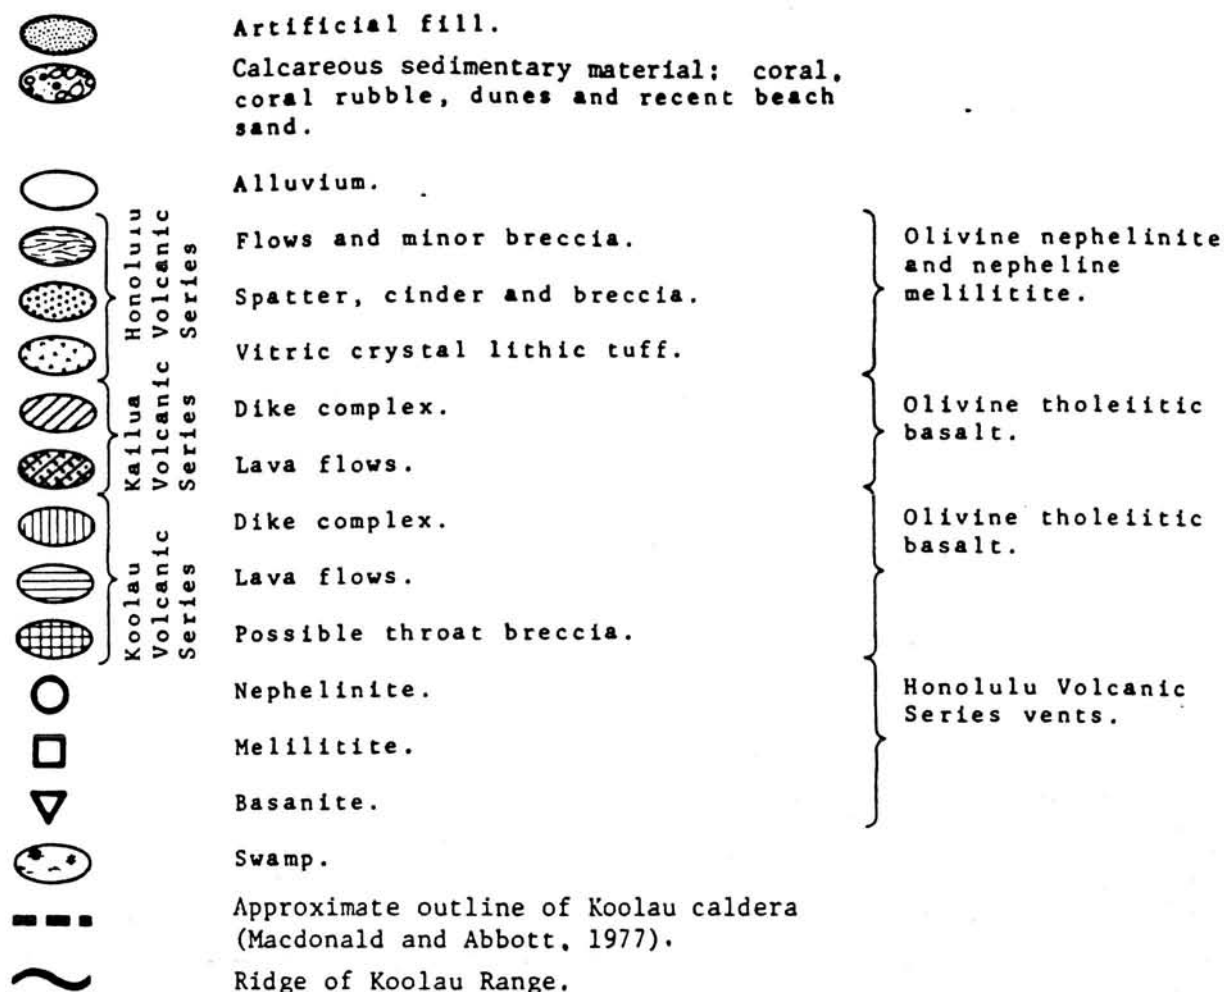 Artificial fill.
Calcareous sedimentary material: coral,
coral rubble, dunes and recent beach
sand.
Alluvium.
Honolulu
Volcanic
Series
Flows and minor breccia.
Spatter, cinder and breccia.
Vitric crystal lithic tuff.
Olivine nephelinite
and nepheline
melilitite.
Kailua
Volcanic
Series
Dike complex.
Lava flows.
Olivine tholeiitic
basalt.
Koolau
Volcanic
Series
Dike complex.
Lava flows.
Possible throat breccia.
Olivine tholeiitic
basalt.
Nephelinite.
Melilitite.
Basanite.
Honolulu Volcanic
Series vents.
Swamp.
Approximate outline of Koolau caldera
(Macdonald and Abbott, 1977).
Ridge of Koolau Range.